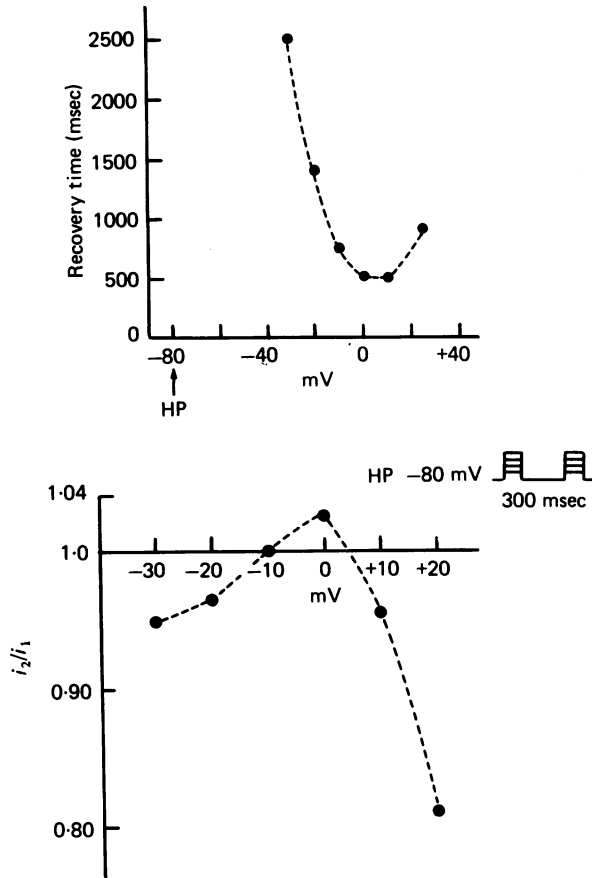 2500
2000
1500
1000
500
0
Recovery time (msec)
−80 −40 0 +40
mV
HP
HP −80 mV
300 msec
1·04
1·0
0·90
0·80
i₂/i₁
−30 −20 −10 0 +10 +20
mV